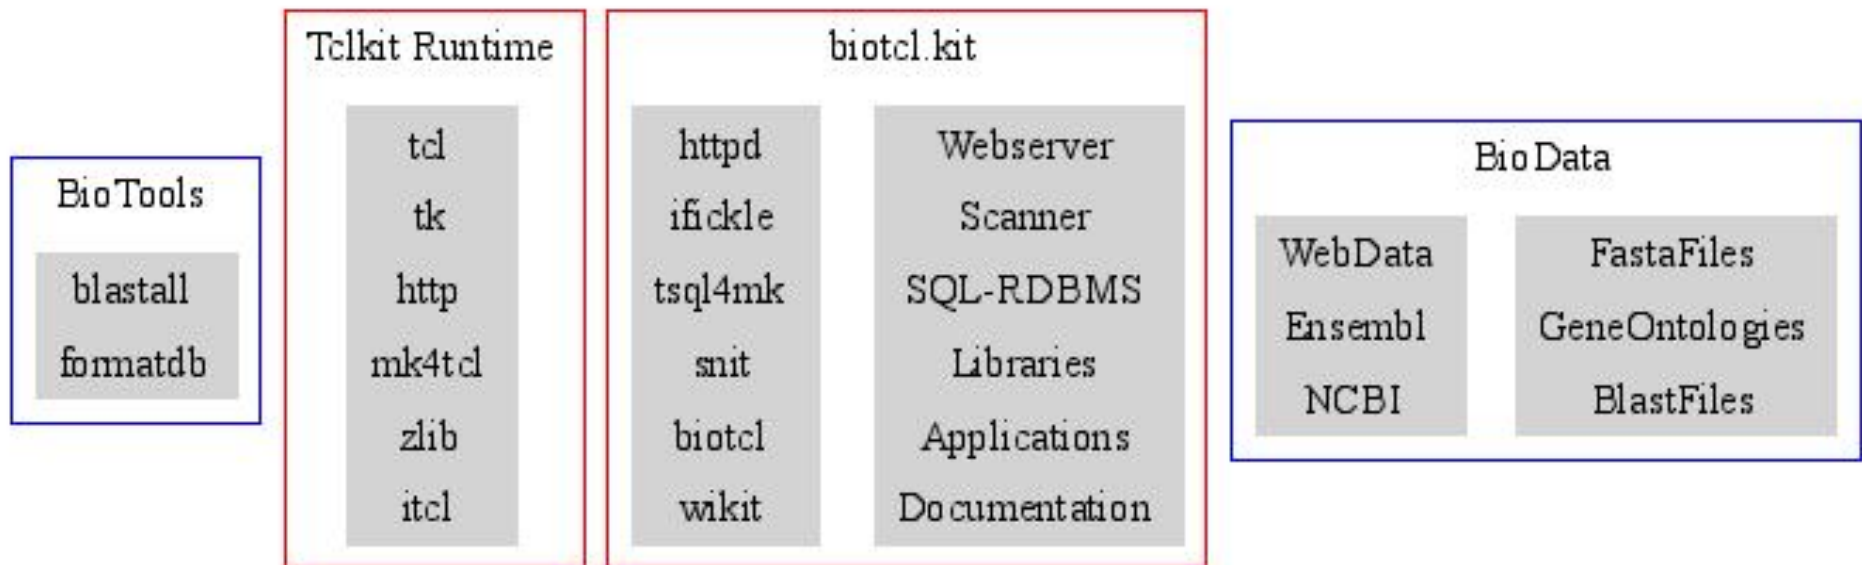 BioTools
blastall
formatdb
Tclkit Runtime
tcl
tk
http
mk4tcl
zlib
itcl
biotcl.kit
httpd
ifickle
tsql4mk
snit
biotcl
wikit
Webserver
Scanner
SQL-RDBMS
Libraries
Applications
Documentation
BioData
WebData
Ensembl
NCBI
FastaFiles
GeneOntologies
BlastFiles